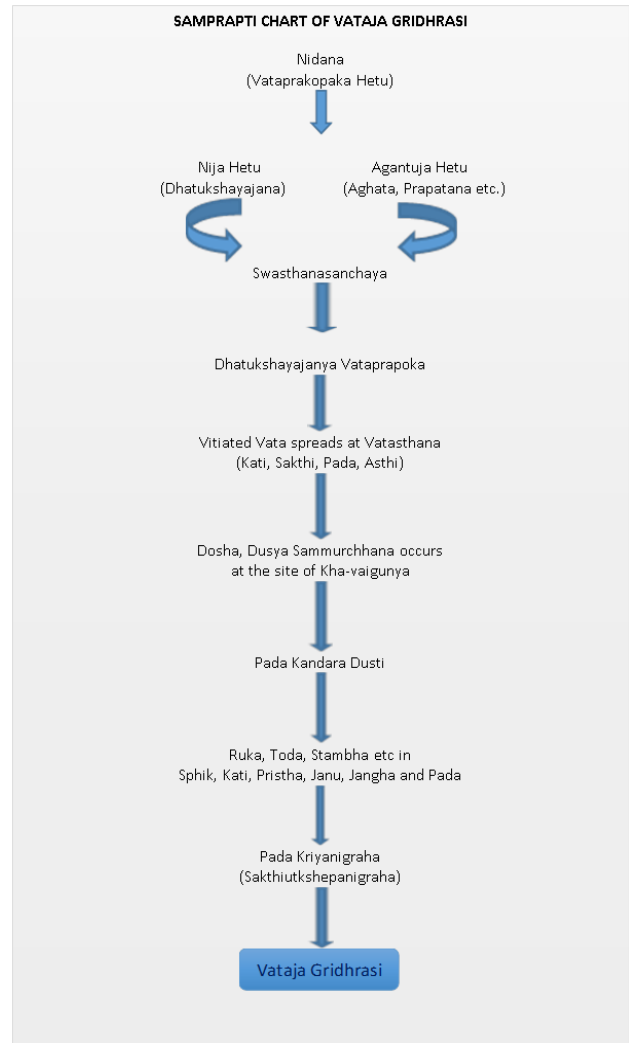 SAMPRAPTI CHART OF VATAJA GRIDHRASI
Nidana
(Vataprakopaka Hetu)
Nija Hetu
(Dhatukshayajana)
Agantuja Hetu
(Aghata, Prapatana etc.)
Swasthanasanchaya
Dhatukshayajanya Vataprapoka
Vitiated Vata spreads at Vatasthana
(Kati, Sakthi, Pada, Asthi)
Dosha, Dusya Sammurchhana occurs
at the site of Kha-vaigunya
Pada Kandara Dusti
Ruka, Toda, Stambha etc in
Sphik, Kati, Pristha, Janu, Jangha and Pada
Pada Kriyanigraha
(Sakthiutkshepanigraha)
Vataja Gridhrasi